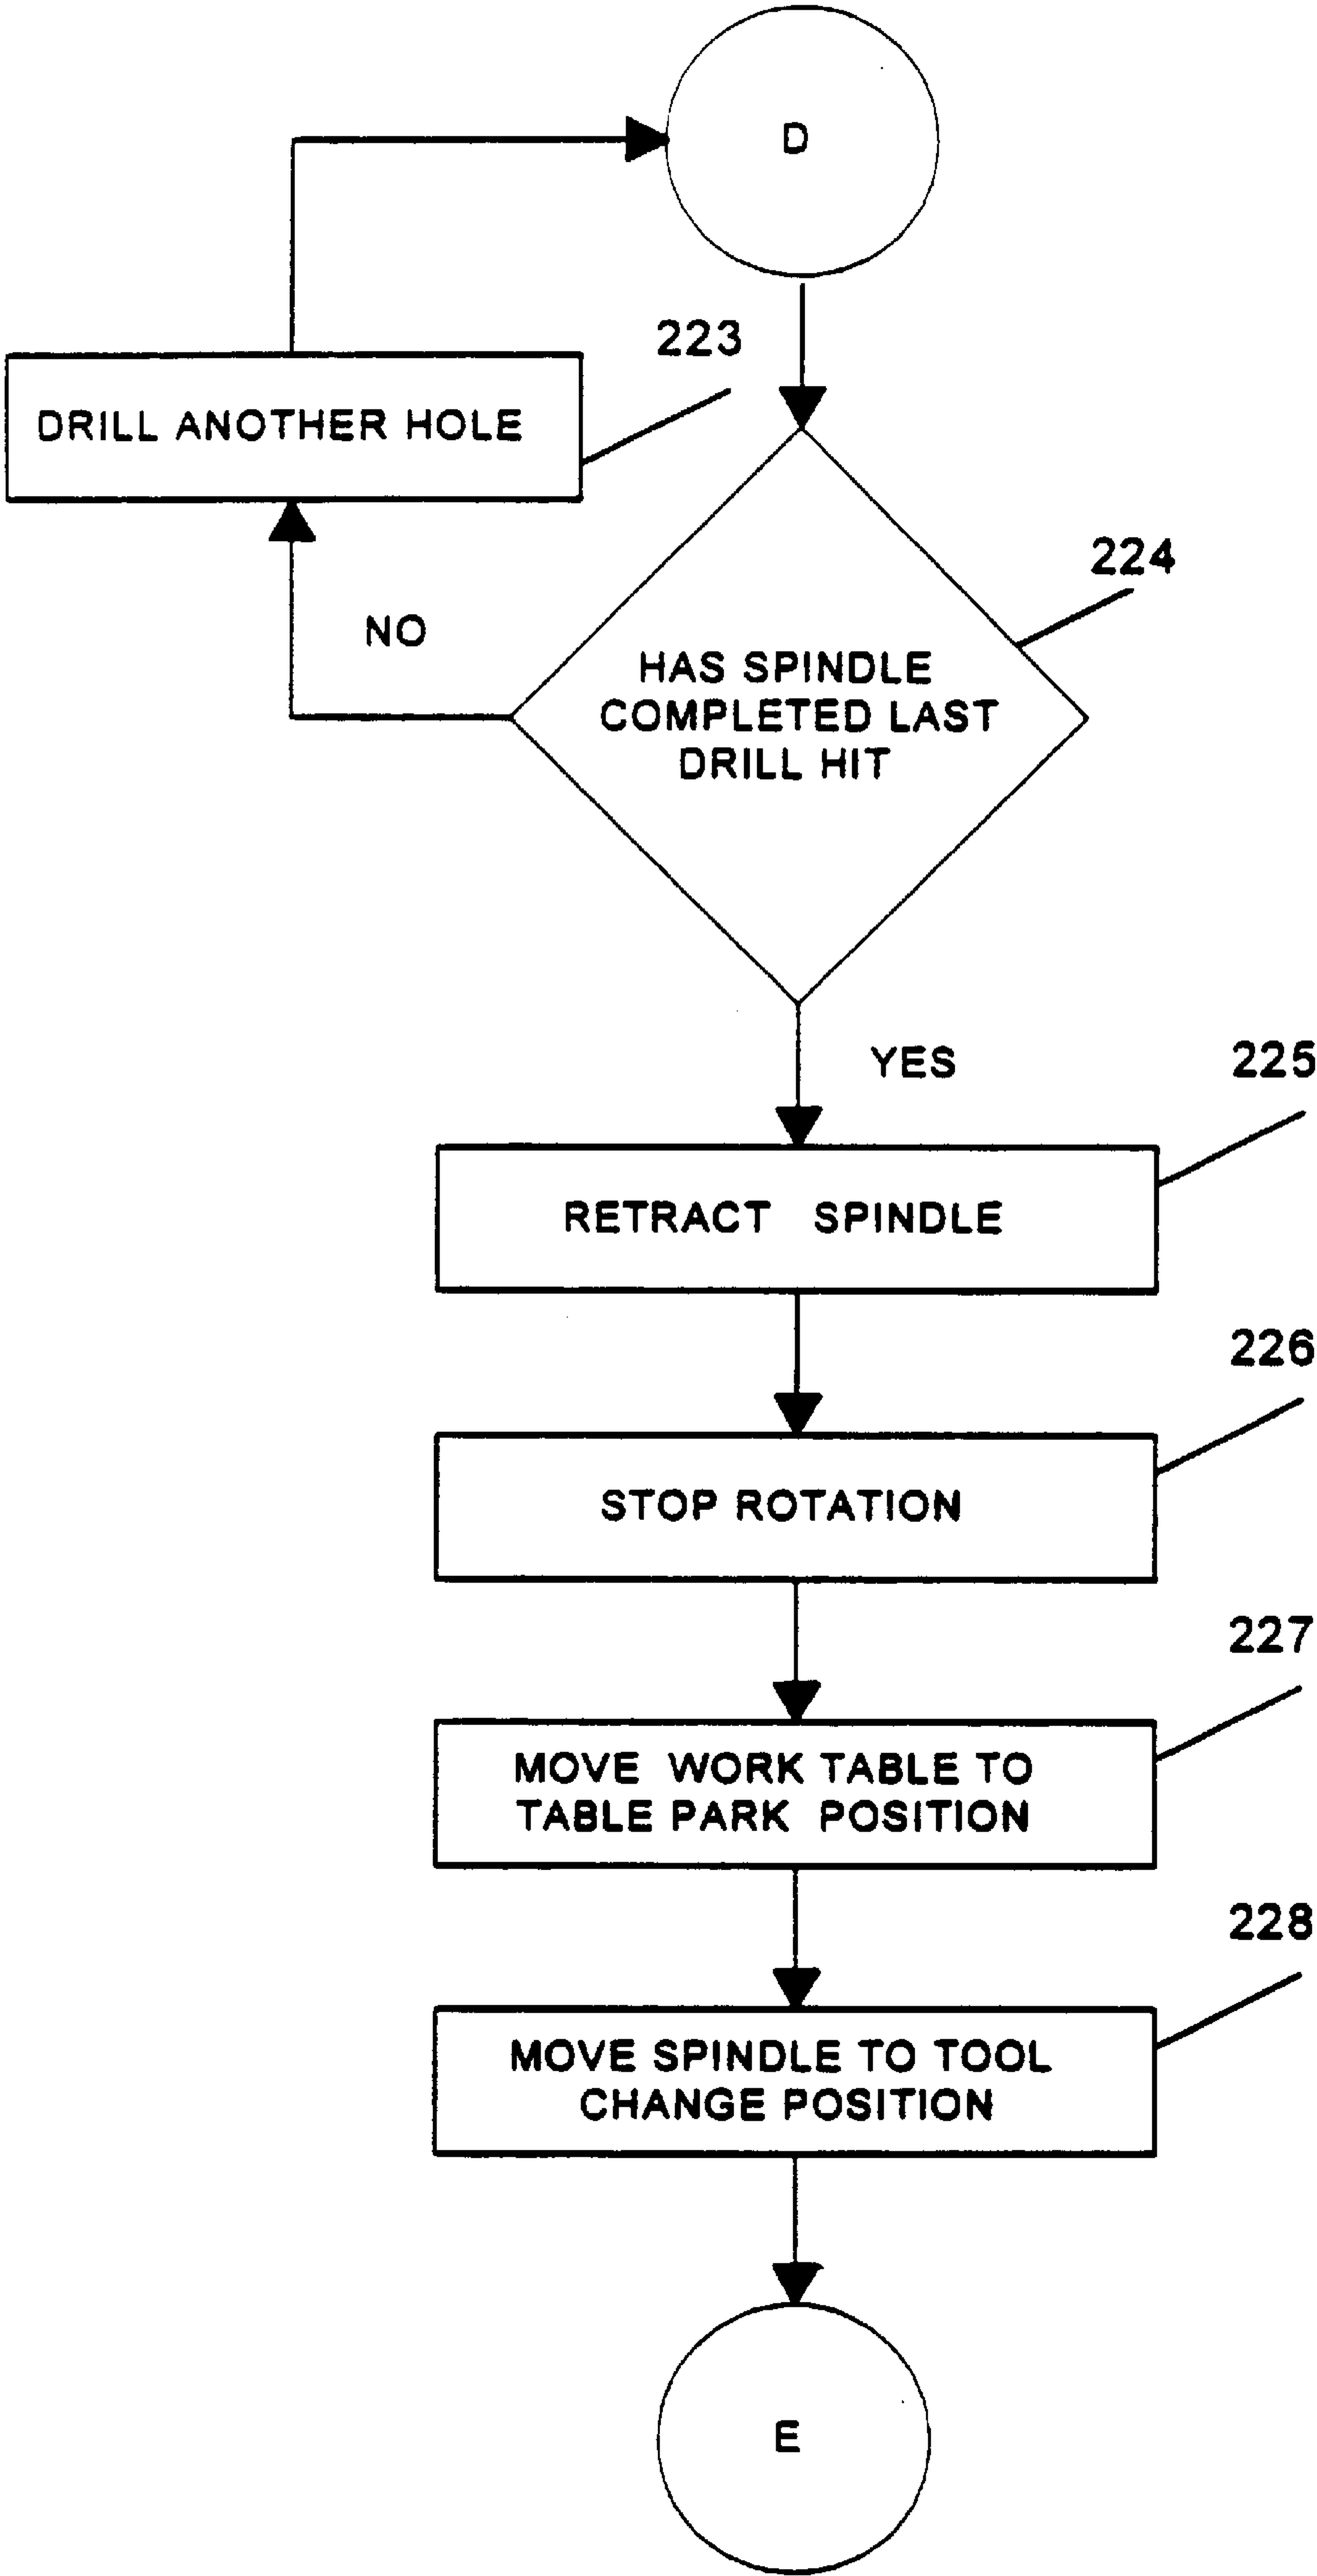 D
223
DRILL ANOTHER HOLE
224
NO
HAS SPINDLE
COMPLETED LAST
DRILL HIT
YES
225
RETRACT SPINDLE
226
STOP ROTATION
227
MOVE WORK TABLE TO
TABLE PARK POSITION
228
MOVE SPINDLE TO TOOL
CHANGE POSITION
E